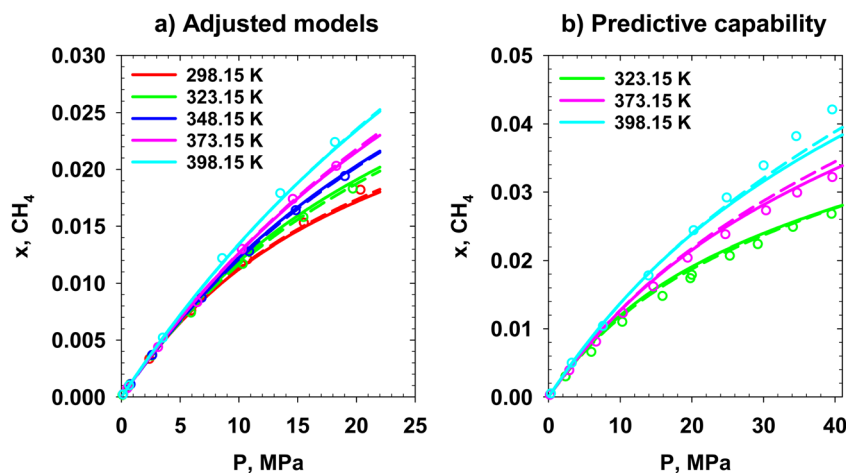 a) Adjusted models
0.030
0.025
0.020
0.015
0.010
0.005
0.000
x, CH4
298.15 K
323.15 K
348.15 K
373.15 K
398.15 K
0 5 10 15 20 25
P, MPa
b) Predictive capability
0.05
0.04
0.03
0.02
0.01
0.00
x, CH4
323.15 K
373.15 K
398.15 K
0 10 20 30 40
P, MPa